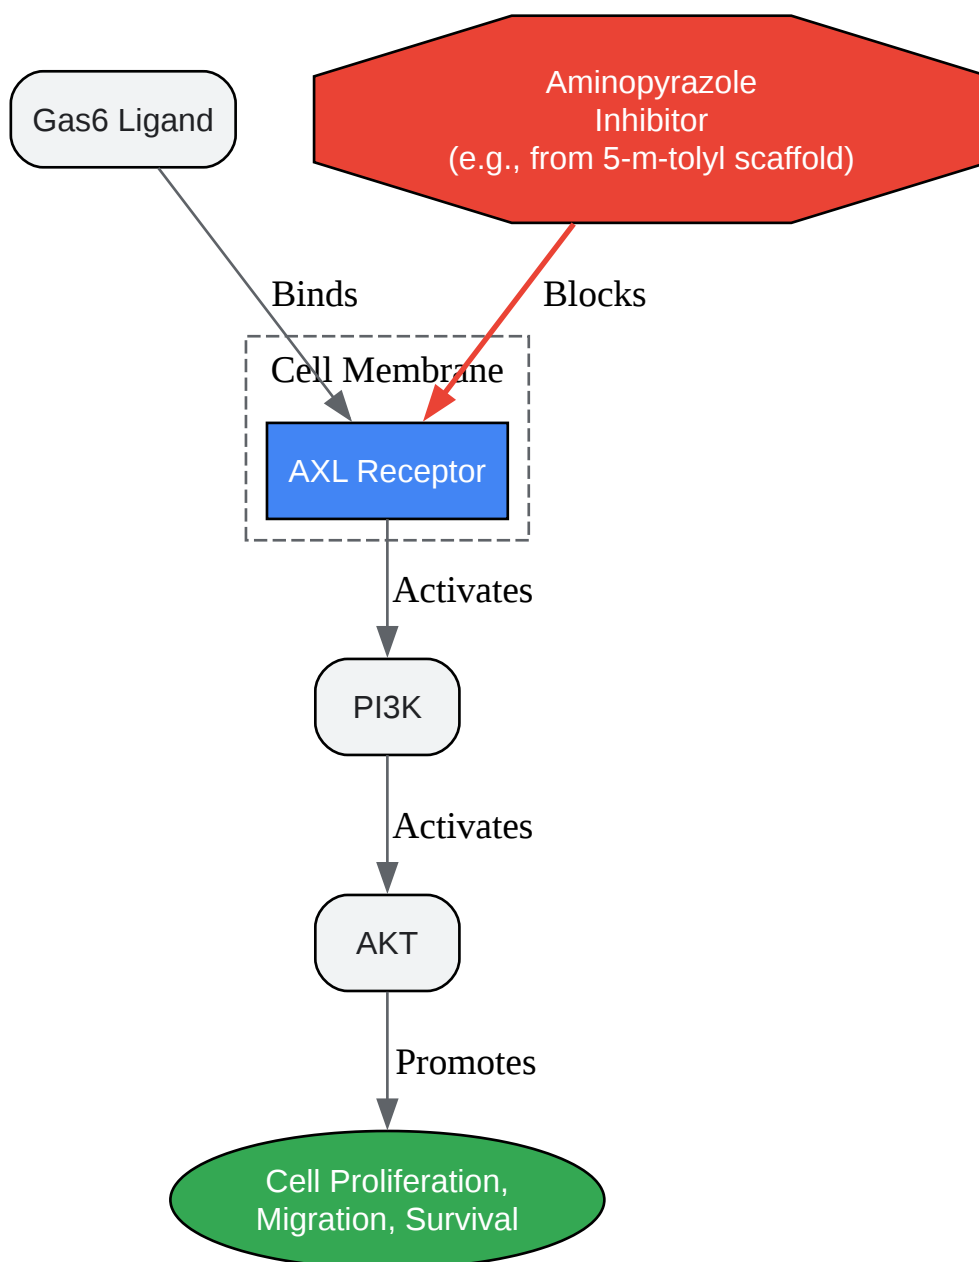 Gas6 Ligand
Aminopyrazole
Inhibitor
(e.g., from 5-m-tolyl scaffold)
Binds
Blocks
Cell Membrane
AXL Receptor
Activates
PI3K
Activates
AKT
Promotes
Cell Proliferation,
Migration, Survival